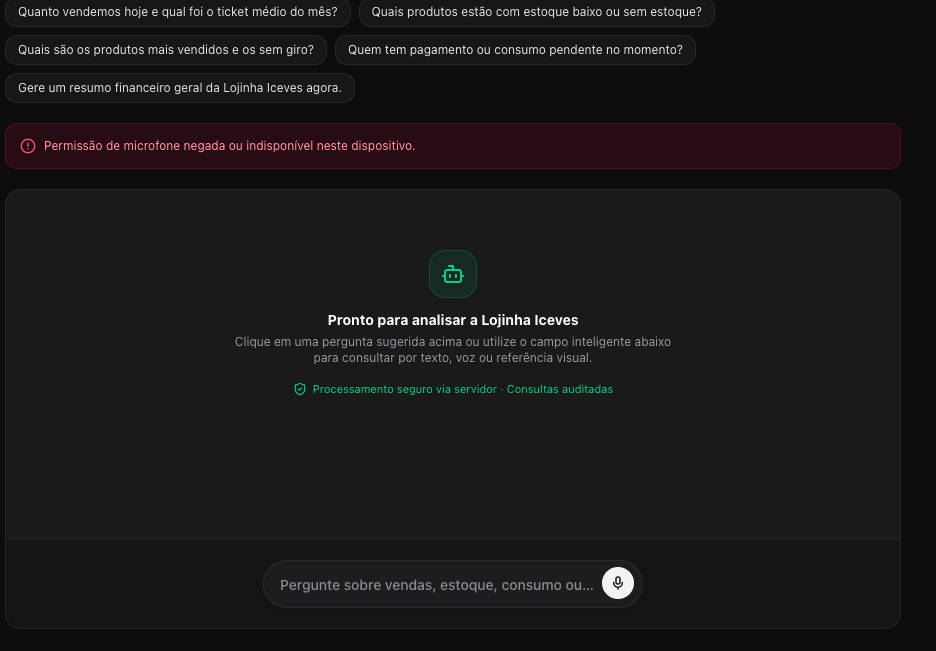 Quanto vendemos hoje e qual foi o ticket médio do mês?
Quais produtos estão com estoque baixo ou sem estoque?
Quais são os produtos mais vendidos e os sem giro?
Quem tem pagamento ou consumo pendente no momento?
Gere um resumo financeiro geral da Lojinha Iceves agora.
Permissão de microfone negada ou indisponível neste dispositivo.
Pronto para analisar a Lojinha Iceves
Clique em uma pergunta sugerida acima ou utilize o campo inteligente abaixo
para consultar por texto, voz ou referência visual.
Processamento seguro via servidor · Consultas auditadas
Pergunte sobre vendas, estoque, consumo ou...